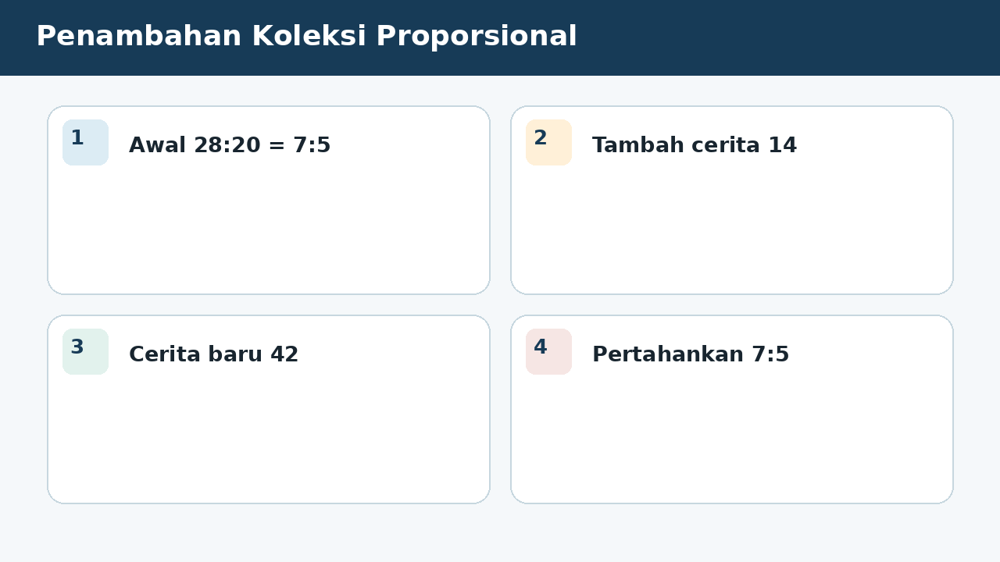 Penambahan Koleksi Proporsional
1
Awal 28:20 = 7:5
2
Tambah cerita 14
3
Cerita baru 42
4
Pertahankan 7:5